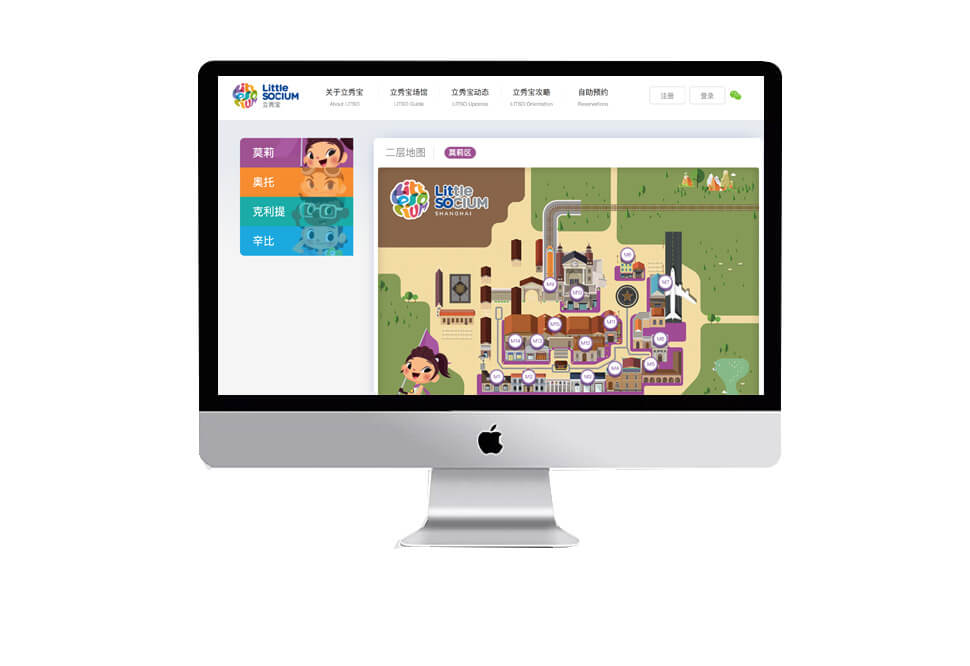 Little
SOCIUM
立秀宝
关于立秀宝
About LITSO
立秀宝场馆
LITSO Guide
立秀宝动态
LITSO Updates
立秀宝攻略
LITSO Orientation
自助预约
Reservations
注册
登录
莫莉
奥托
克利提
辛比
二层地图
莫莉区
Little
SOCIUM
SHANGHAI
M8
M7
M9
M10
M15
M11
M14
M13
M12
M6
M5
M4
M1
M2
M3